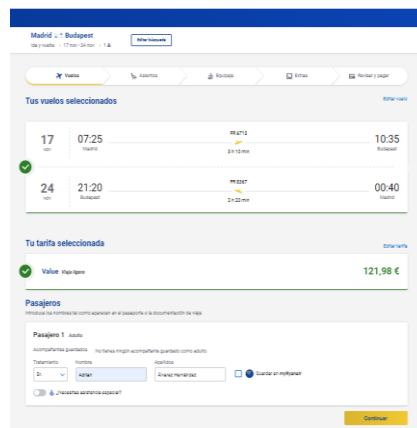 Madrid Budapest
Ida y vuelta 17 nov - 24 nov 1
Editar búsqueda
Vuelos
Asientos
Equipaje
Extras
Revisar y pagar
Tus vuelos seleccionados
Editar vuelo
17
nov
07:25
Madrid
FR 6712
3 h 10 min
10:35
Budapest
24
nov
21:20
Budapest
3 h 20 min
00:40
Madrid
Tu tarifa seleccionada
Editar tarifa
Value Viaja ligero
121,98 €
Pasajeros
Introduce los nombres tal como aparecen en el pasaporte o la documentación de viaje
Pasajero 1 Adulto
Acompañantes guardados No tienes ningún acompañante guardado como adulto
Tratamiento Nombre Apellidos
Sr. Adrian Álvarez Hernández Guardar en myRyanair
¿Necesitas asistencia especial?
Continuar